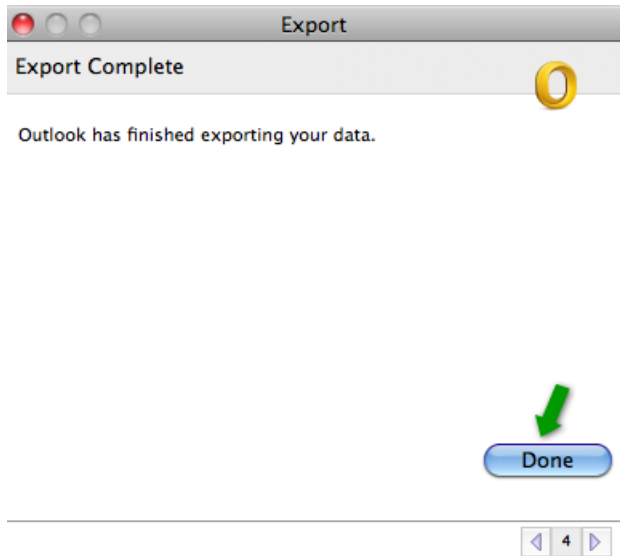 Export
Export Complete
Outlook has finished exporting your data.
Done
4